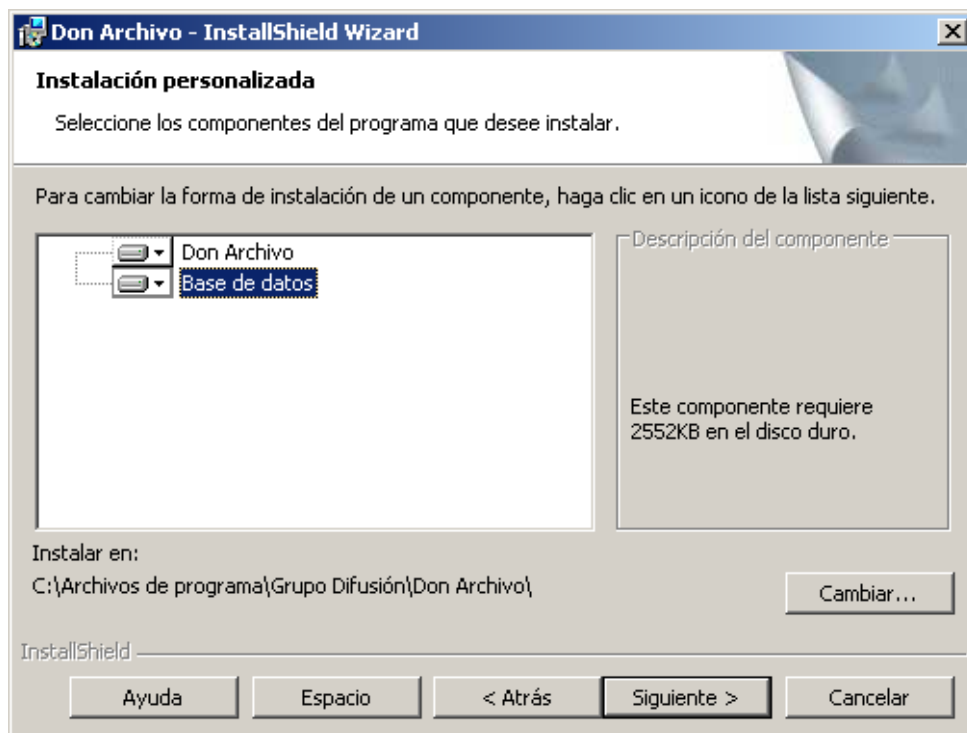 Don Archivo - InstallShield Wizard
Instalación personalizada
Seleccione los componentes del programa que desee instalar.
Para cambiar la forma de instalación de un componente, haga clic en un icono de la lista siguiente.
Don Archivo
Base de datos
Descripción del componente
Este componente requiere
2552KB en el disco duro.
Instalar en:
C:\Archivos de programa\Grupo Difusión\Don Archivo\
Cambiar...
InstallShield
Ayuda
Espacio
< Atrás
Siguiente >
Cancelar